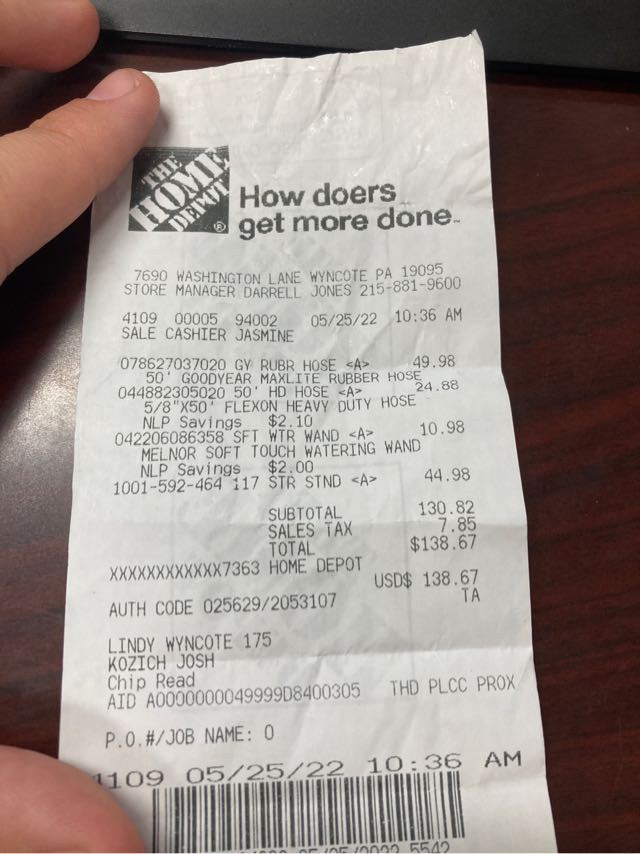 THE
HOME
DEPOT
®
How doers
get more done™
7690 WASHINGTON LANE WYNCOTE PA 19095
STORE MANAGER DARRELL JONES 215-881-9600
4109 00005 94002 05/25/22 10:36 AM
SALE CASHIER JASMINE
078627037020 GY RUBR HOSE <A> 49.98
50' GOODYEAR MAXLITE RUBBER HOSE
044882305020 50' HD HOSE <A> 24.88
5/8"X50' FLEXON HEAVY DUTY HOSE
NLP Savings $2.10
042206086358 SFT WTR WAND <A> 10.98
MELNOR SOFT TOUCH WATERING WAND
NLP Savings $2.00
1001-592-464 117 STR STND <A> 44.98
SUBTOTAL 130.82
SALES TAX 7.85
TOTAL $138.67
XXXXXXXXXXXX7363 HOME DEPOT
USD$ 138.67
AUTH CODE 025629/2053107 TA
LINDY WYNCOTE 175
KOZICH JOSH
Chip Read
AID A0000000049999D8400305 THD PLCC PROX
P.O.#/JOB NAME: 0
4109 05/25/22 10:36 AM
5542